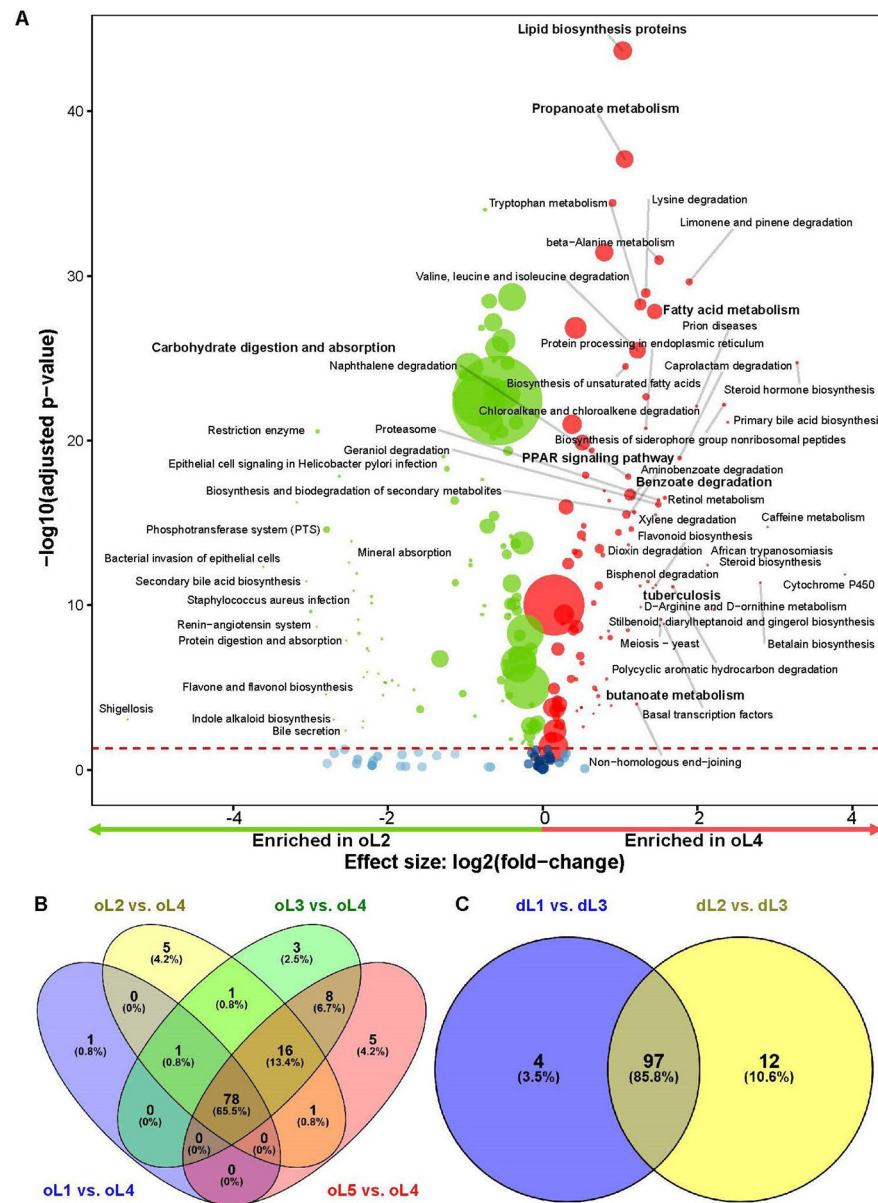 A
Lipid biosynthesis proteins
40
Propanoate metabolism
Tryptophan metabolism
Lysine degradation
Limonene and pinene degradation
beta-Alanine metabolism
30
Valine, leucine and isoleucine degradation
Fatty acid metabolism
Prion diseases
Carbohydrate digestion and absorption
Protein processing in endoplasmic reticulum
Naphthalene degradation
Caprolactam degradation
Biosynthesis of unsaturated fatty acids
Steroid hormone biosynthesis
Chloroalkane and chloroalkene degradation
Primary bile acid biosynthesis
Restriction enzyme
Proteasome
20
Biosynthesis of siderophore group nonribosomal peptides
Geraniol degradation
PPAR signaling pathway
Epithelial cell signaling in Helicobacter pylori infection
Aminobenzoate degradation
Benzoate degradation
Biosynthesis and biodegradation of secondary metabolites
Retinol metabolism
Xylene degradation
Caffeine metabolism
Phosphotransferase system (PTS)
Flavonoid biosynthesis
Mineral absorption
Dioxin degradation
African trypanosomiasis
Bacterial invasion of epithelial cells
Steroid biosynthesis
Secondary bile acid biosynthesis
Bisphenol degradation
Cytochrome P450
Staphylococcus aureus infection
tuberculosis
10
D-Arginine and D-ornithine metabolism
Renin-angiotensin system
Stilbenoid, diarylheptanoid and gingerol biosynthesis
Protein digestion and absorption
Meiosis - yeast
Betalain biosynthesis
Polycyclic aromatic hydrocarbon degradation
Flavone and flavonol biosynthesis
butanoate metabolism
Shigellosis
Indole alkaloid biosynthesis
Basal transcription factors
Bile secretion
Non-homologous end-joining
0
-log10(adjusted p-value)
-4
-2
0
2
4
Enriched in oL2
Enriched in oL4
Effect size: log2(fold-change)
B
oL2 vs. oL4
oL3 vs. oL4
5
(4.2%)
3
(2.5%)
0
(0%)
1
(0.8%)
8
(6.7%)
1
(0.8%)
1
(0.8%)
16
(13.4%)
5
(4.2%)
78
(65.5%)
0
(0%)
1
(0.8%)
0
(0%)
0
(0%)
0
(0%)
oL1 vs. oL4
oL5 vs. oL4
C
dL1 vs. dL3
dL2 vs. dL3
4
(3.5%)
97
(85.8%)
12
(10.6%)